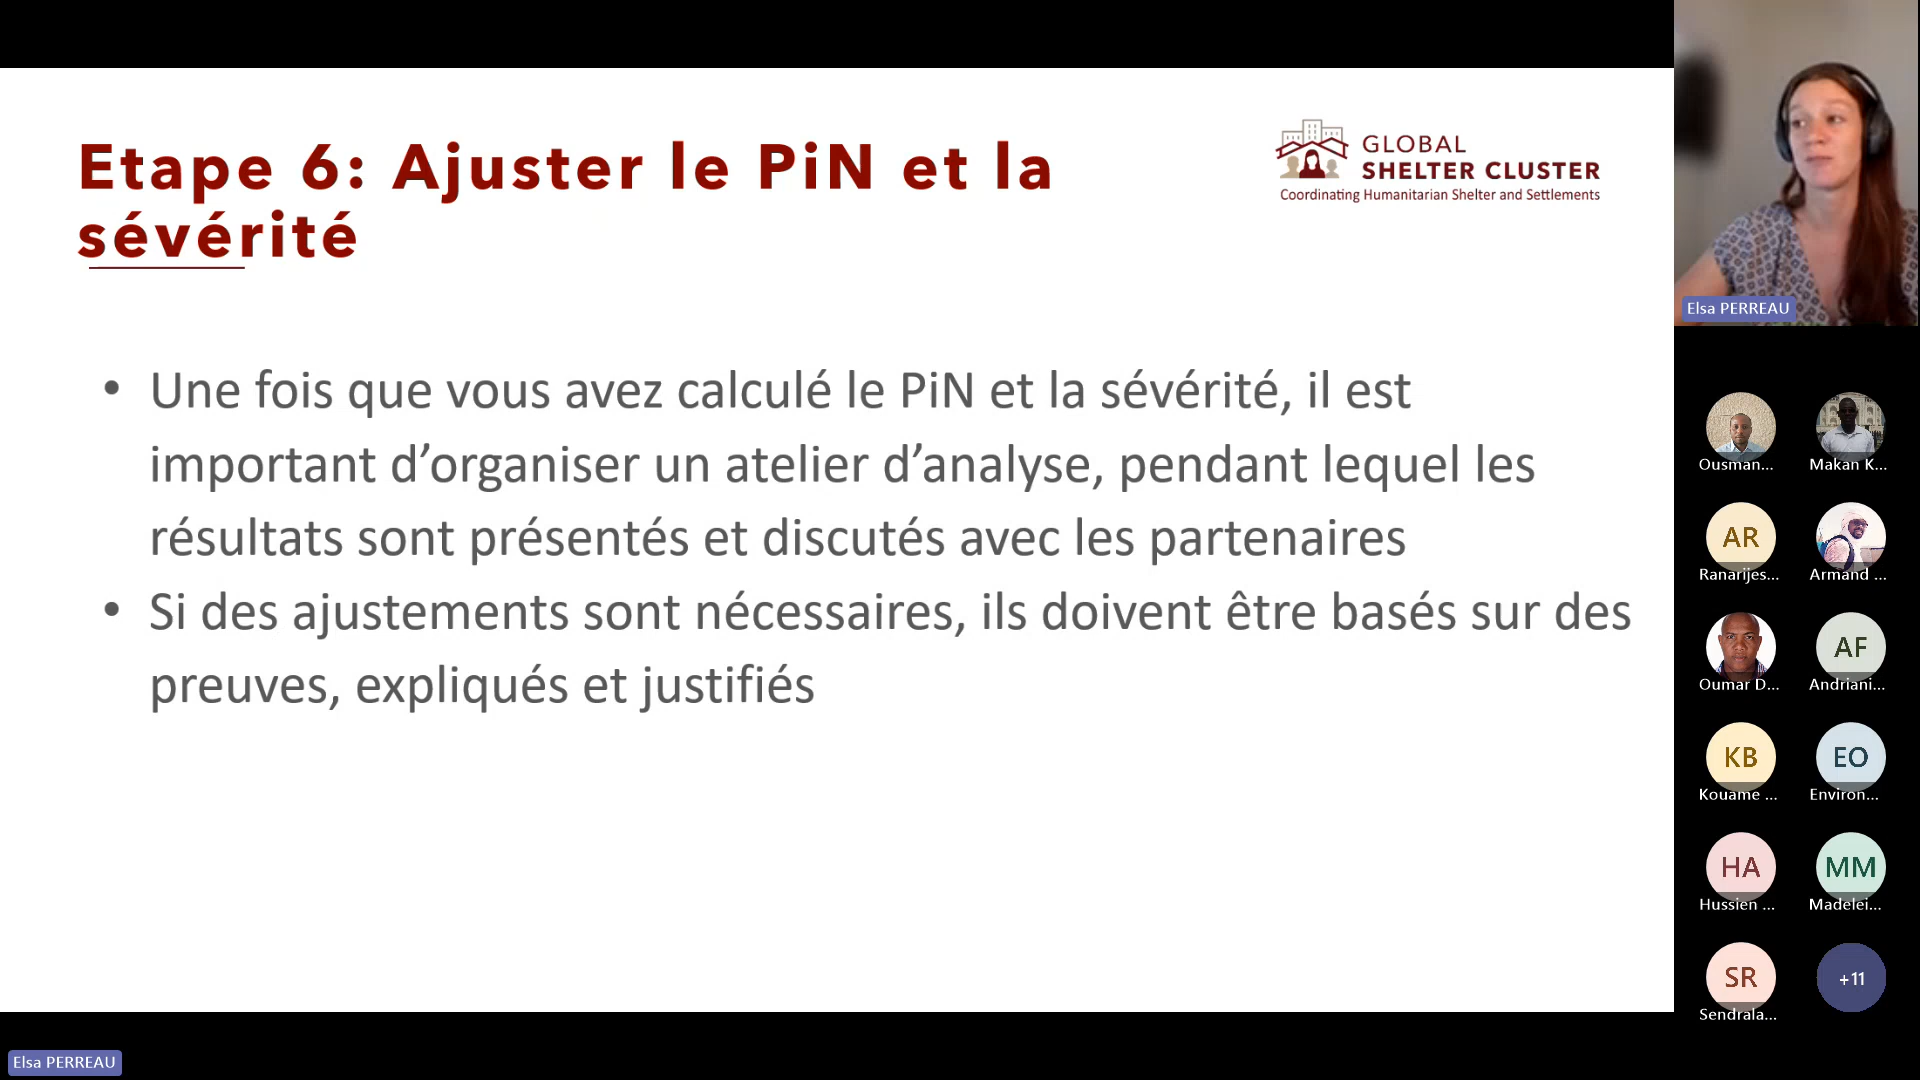 Etape 6: Ajuster le PiN et la
sévérité
GLOBAL
SHELTER CLUSTER
Coordinating Humanitarian Shelter and Settlements
• Une fois que vous avez calculé le PiN et la sévérité, il est
important d’organiser un atelier d’analyse, pendant lequel les
résultats sont présentés et discutés avec les partenaires
• Si des ajustements sont nécessaires, ils doivent être basés sur des
preuves, expliqués et justifiés
Elsa PERREAU
Ousman...
Makan K...
AR
Ranarijes...
Armand ...
Oumar D...
AF
Andriani...
KB
Kouame ...
EO
Environ...
HA
Hussien ...
MM
Madelei...
SR
Sendrala...
+11
Elsa PERREAU